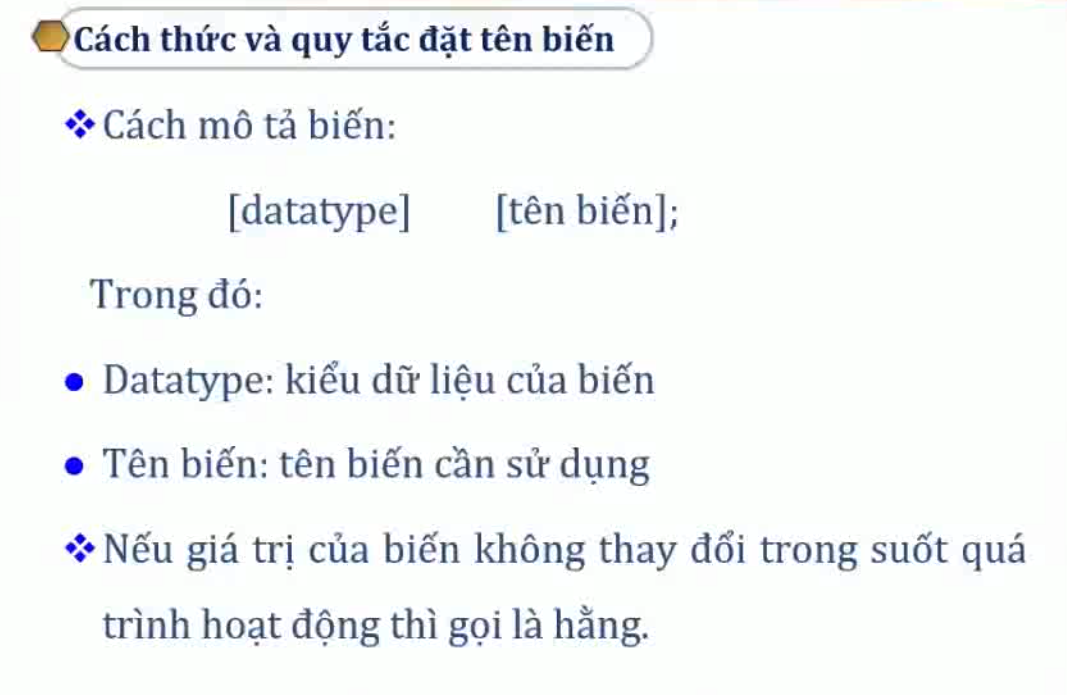 Cách thức và quy tắc đặt tên biến
Cách mô tả biến:
[datatype] [tên biến];
Trong đó:
Datatype: kiểu dữ liệu của biến
Tên biến: tên biến cần sử dụng
Nếu giá trị của biến không thay đổi trong suốt quá
trình hoạt động thì gọi là hằng.